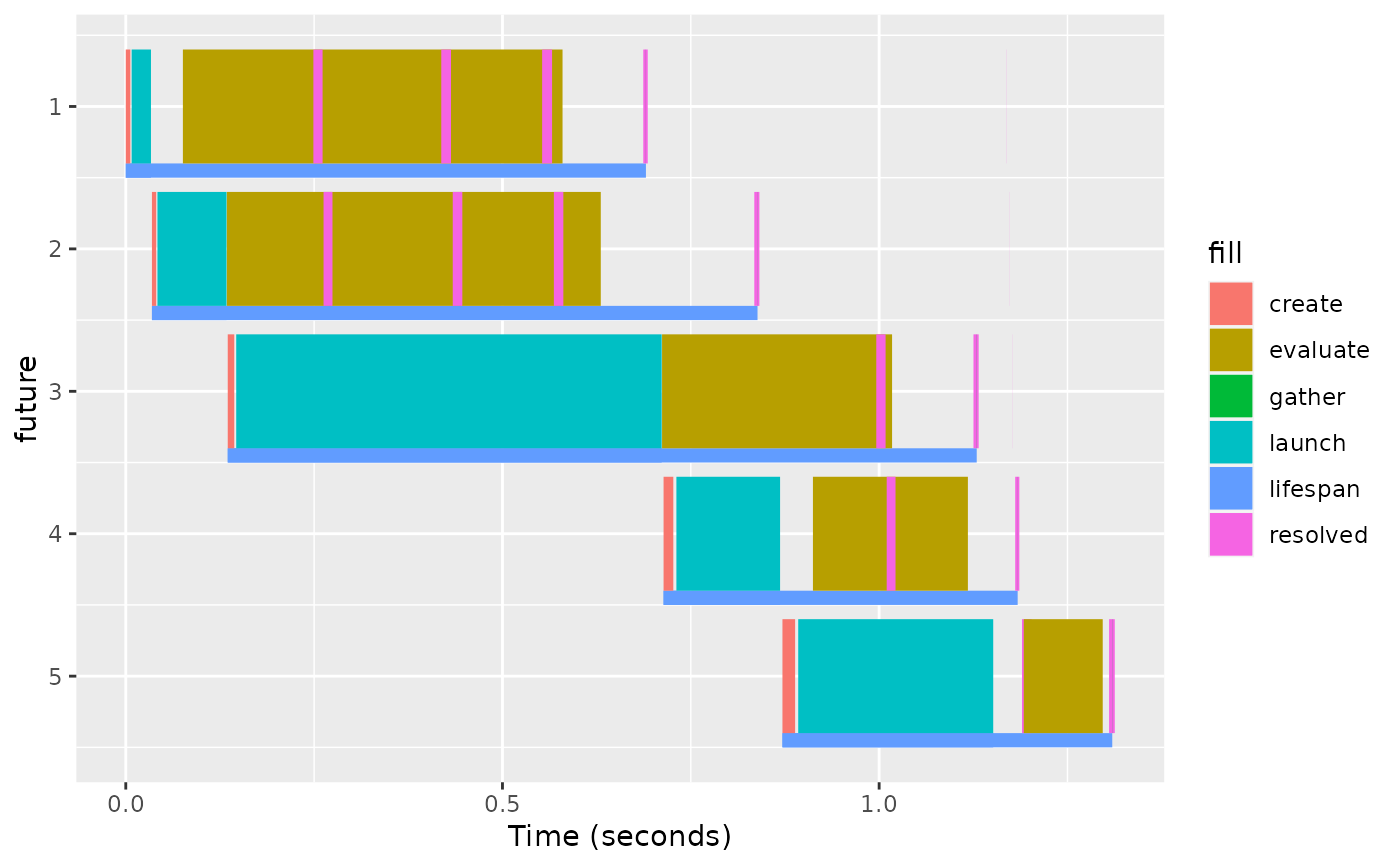 future
1
2
3
4
5
0.0
0.5
1.0
Time (seconds)
fill
create
evaluate
gather
launch
lifespan
resolved